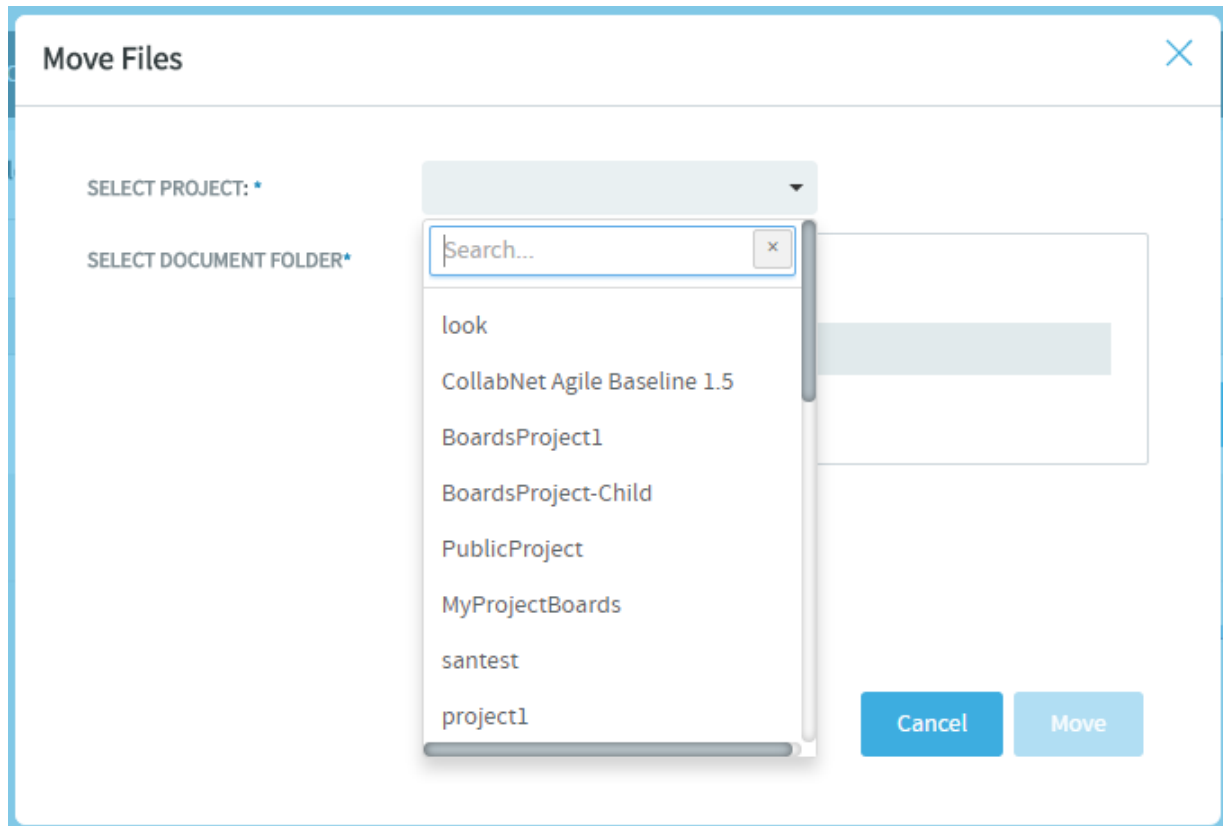 Move Files
SELECT PROJECT: *
SELECT DOCUMENT FOLDER*
Search...
look
CollabNet Agile Baseline 1.5
BoardsProject1
BoardsProject-Child
PublicProject
MyProjectBoards
santest
project1
Cancel
Move